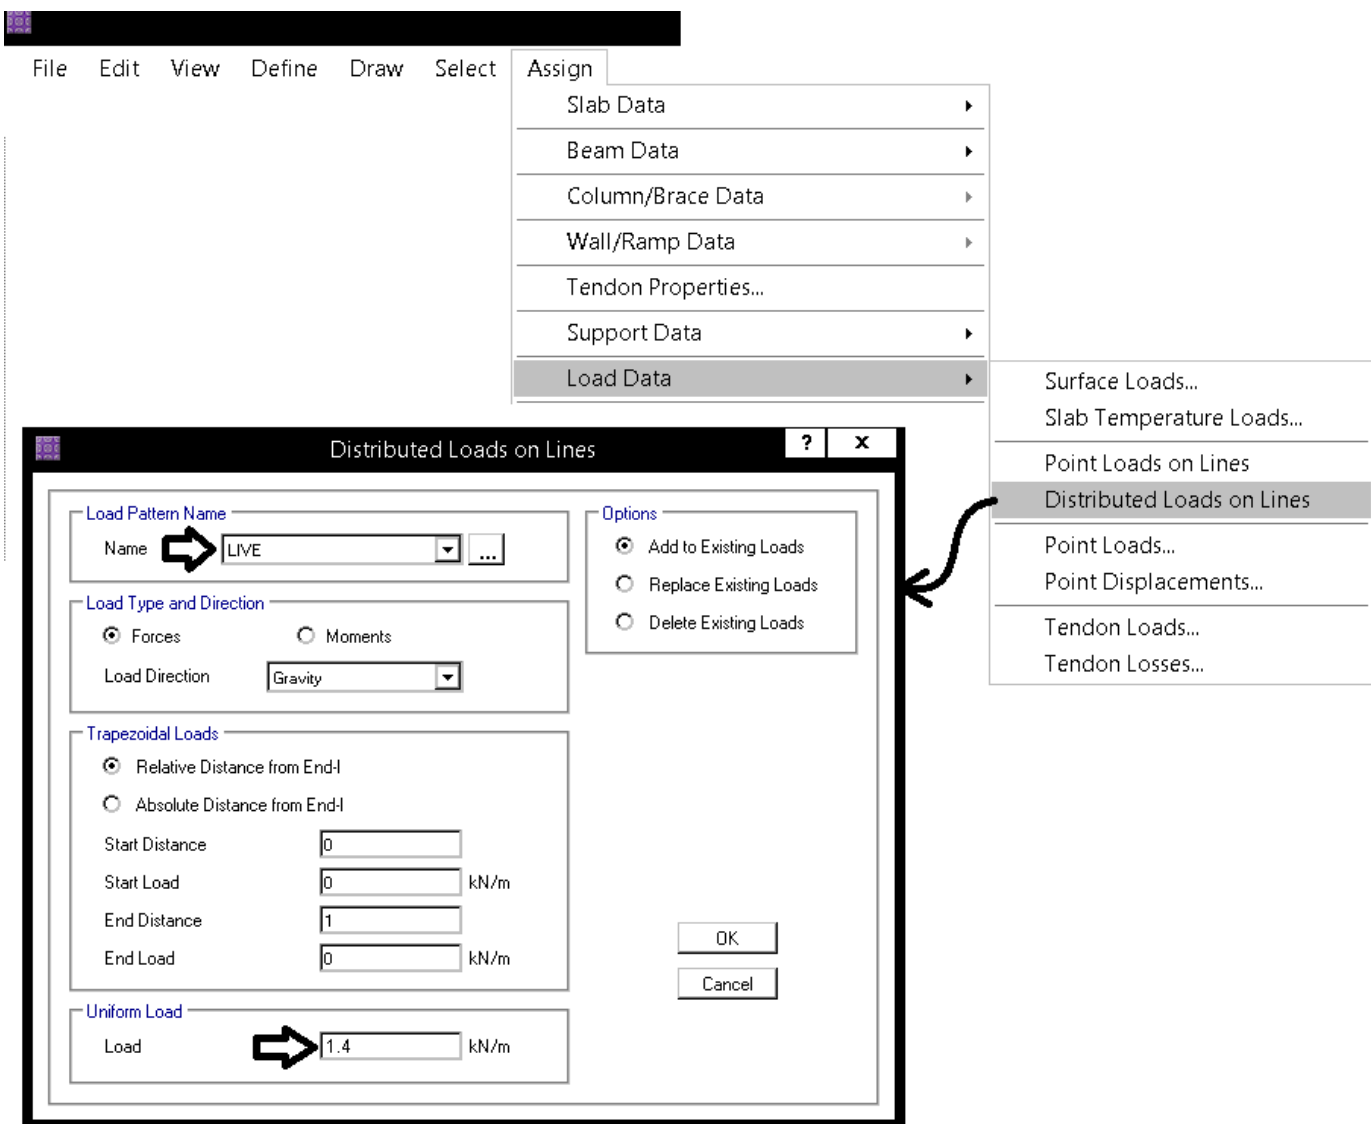 File Edit View Define Draw Select Assign
Slab Data
Beam Data
Column/Brace Data
Wall/Ramp Data
Tendon Properties...
Support Data
Load Data
Surface Loads...
Slab Temperature Loads...
Point Loads on Lines
Distributed Loads on Lines
Point Loads...
Point Displacements...
Tendon Loads...
Tendon Losses...
Distributed Loads on Lines ? x
Load Pattern Name
Name LIVE ...
Load Type and Direction
Forces Moments
Load Direction Gravity
Trapezoidal Loads
Relative Distance from End-I
Absolute Distance from End-I
Start Distance 0
Start Load 0 kN/m
End Distance 1
End Load 0 kN/m
Uniform Load
Load 1.4 kN/m
Options
Add to Existing Loads
Replace Existing Loads
Delete Existing Loads
OK
Cancel